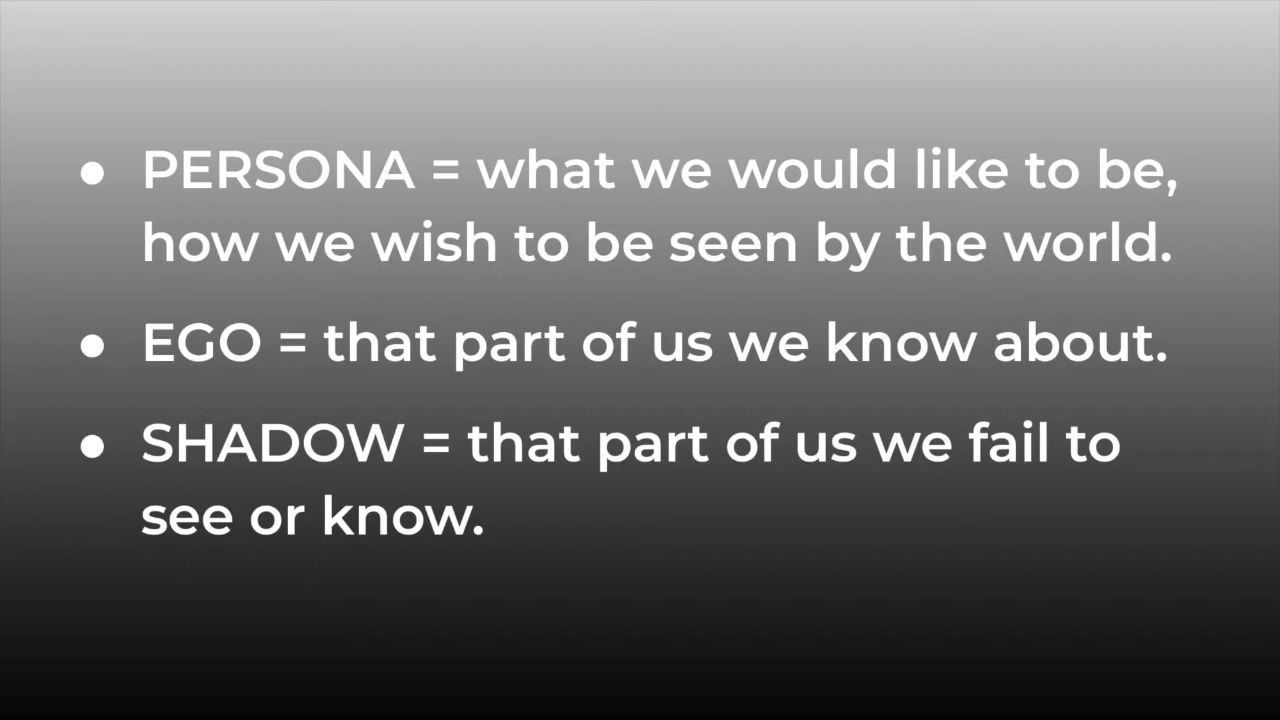 ● PERSONA = what we would like to be,
how we wish to be seen by the world.
● EGO = that part of us we know about.
● SHADOW = that part of us we fail to
see or know.